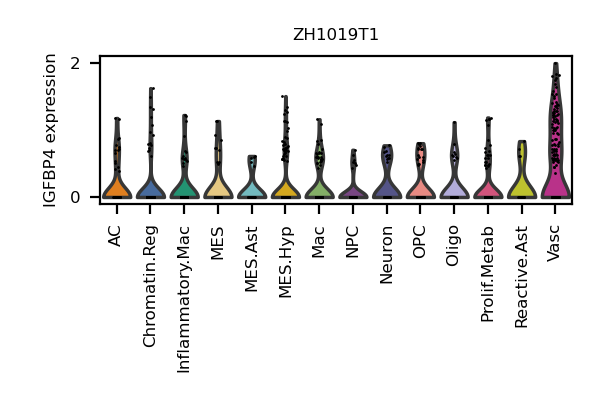 ZH1019T1
IGFBP4 expression
2
0
AC
Chromatin.Reg
Inflammatory.Mac
MES
MES.Ast
MES.Hyp
Mac
NPC
Neuron
OPC
Oligo
Prolif.Metab
Reactive.Ast
Vasc